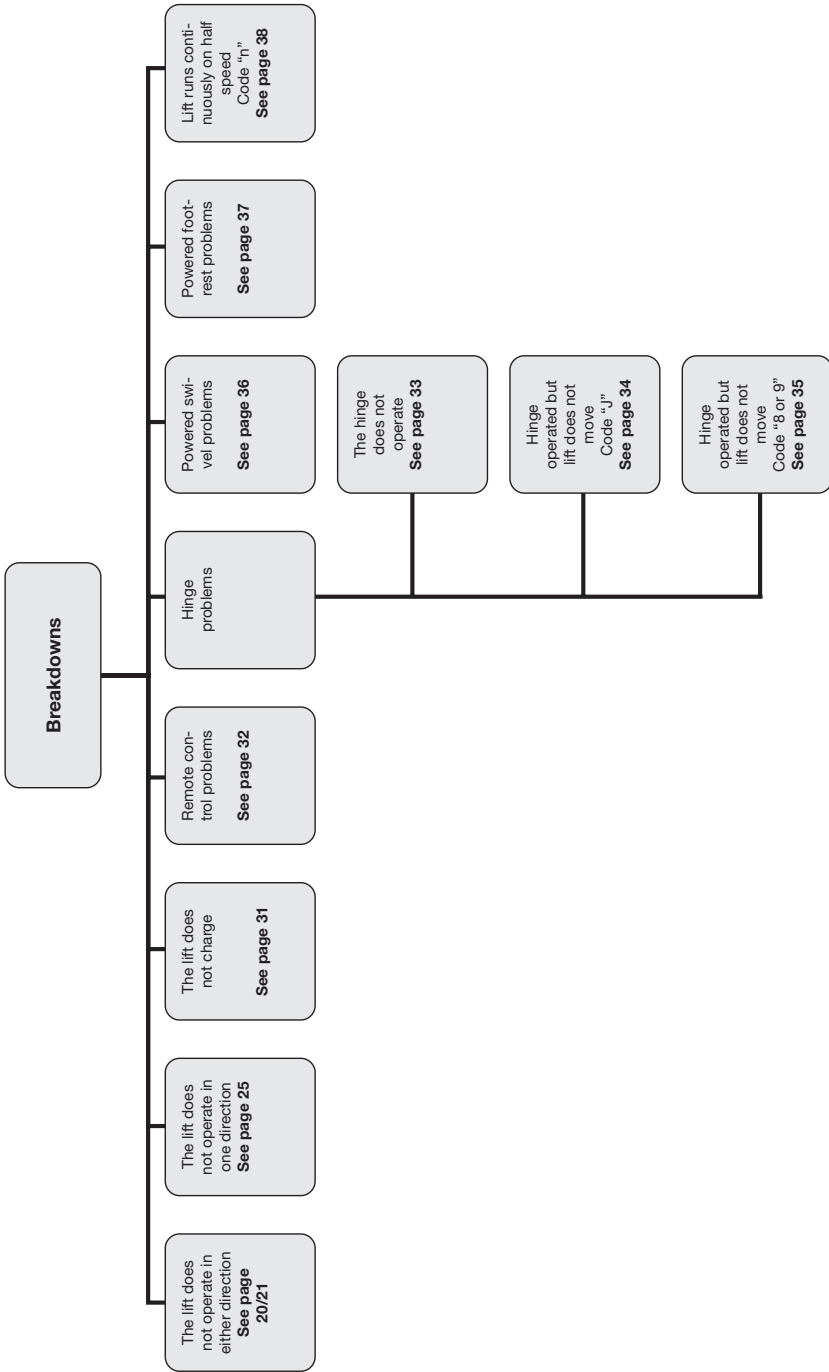 Breakdowns
The lift does
not operate in
either direction
See page
20/21
The lift does
not operate in
one direction
See page 25
The lift does
not charge
See page 31
Remote con-
trol problems
See page 32
Hinge
problems
The hinge
does not
operate
See page 33
Hinge
operated but
lift does not
move
Code “J”
See page 34
Hinge
operated but
lift does not
move
Code “8 or 9”
See page 35
Powered swi-
vel problems
See page 36
Powered foot-
rest problems
See page 37
Lift runs conti-
nuously on half
speed
Code “n”
See page 38